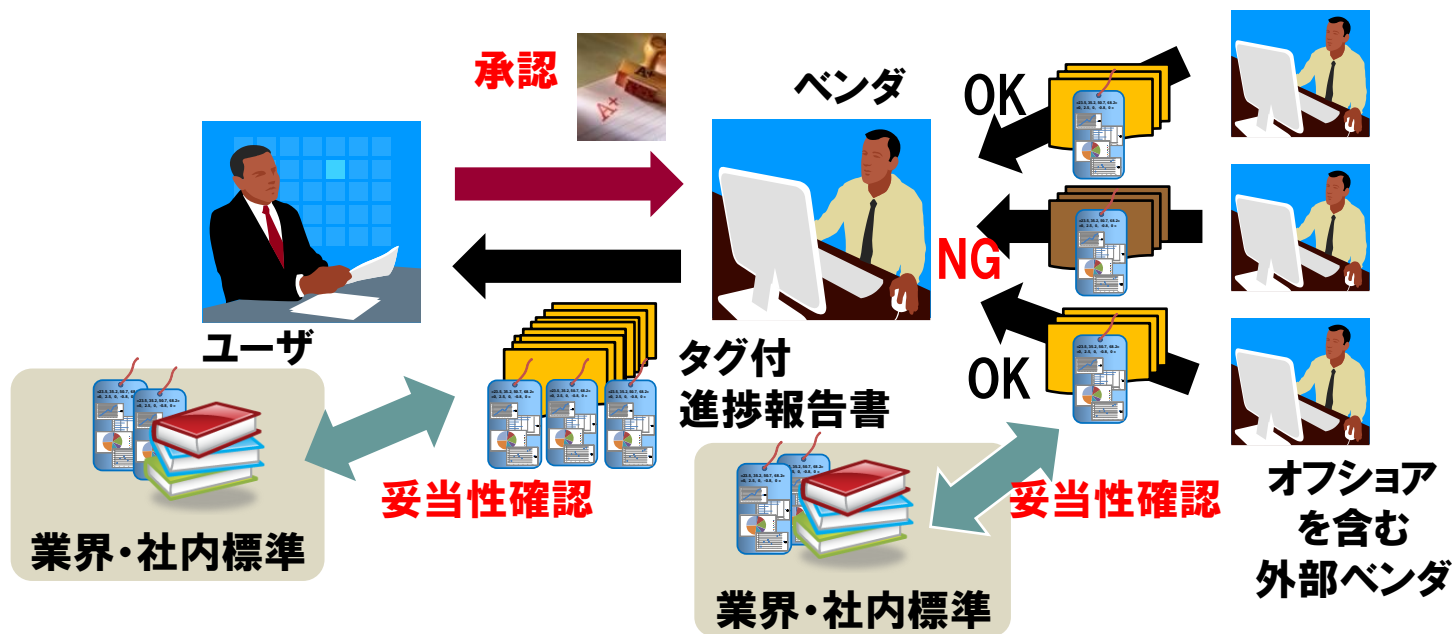 承認
ベンダ
OK
NG
OK
ユーザ
タグ付
進捗報告書
妥当性確認
業界・社内標準
妥当性確認
業界・社内標準
オフショア
を含む
外部ベンダ
A+